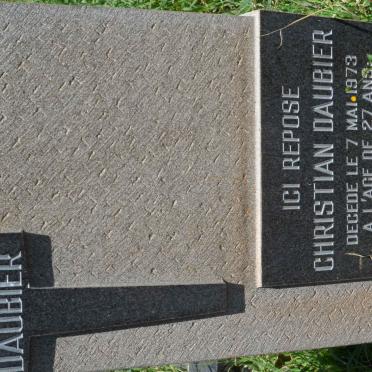 ICI REPOSE
CHRISTIAN DAUBIER
DECEDE LE 7 MAI 1973
A L'AGE DE 27 ANS
DAUBIER